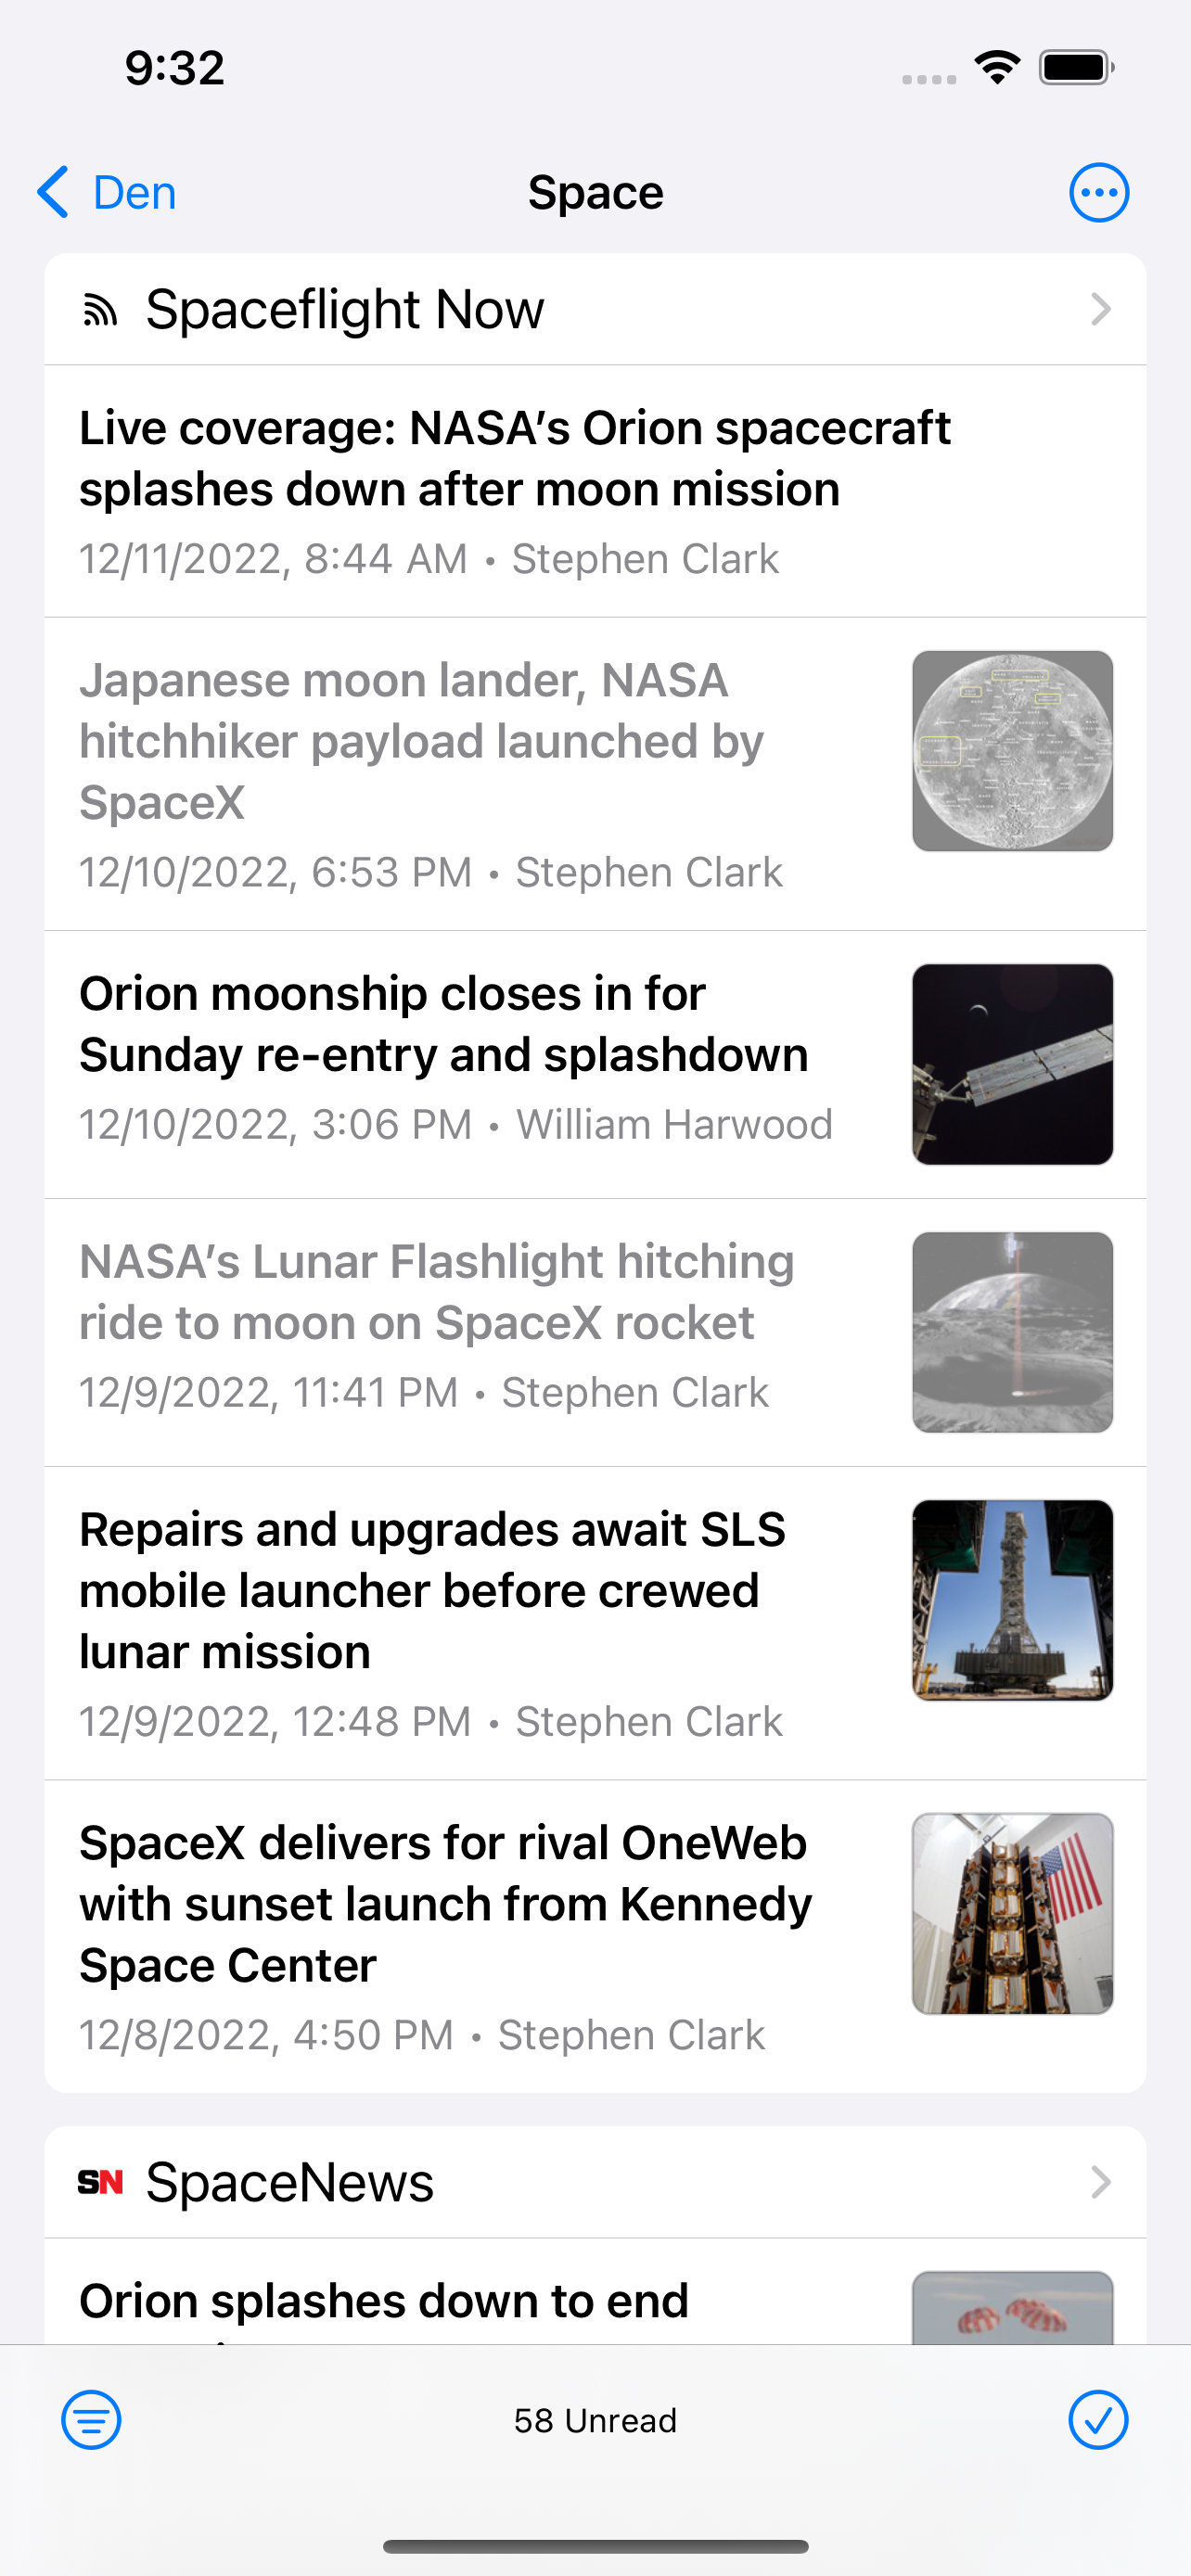 9:32
Den
Space
Spaceflight Now
Live coverage: NASA’s Orion spacecraft
splashes down after moon mission
12/11/2022, 8:44 AM • Stephen Clark
Japanese moon lander, NASA
hitchhiker payload launched by
SpaceX
12/10/2022, 6:53 PM • Stephen Clark
Orion moonship closes in for
Sunday re-entry and splashdown
12/10/2022, 3:06 PM • William Harwood
NASA’s Lunar Flashlight hitching
ride to moon on SpaceX rocket
12/9/2022, 11:41 PM • Stephen Clark
Repairs and upgrades await SLS
mobile launcher before crewed
lunar mission
12/9/2022, 12:48 PM • Stephen Clark
SpaceX delivers for rival OneWeb
with sunset launch from Kennedy
Space Center
12/8/2022, 4:50 PM • Stephen Clark
SN SpaceNews
Orion splashes down to end
58 Unread